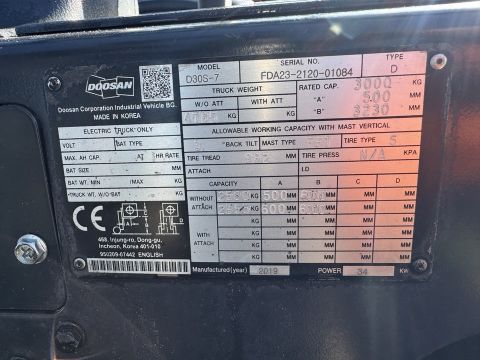 DOOSAN
Doosan Corporation Industrial Vehicle BG.
MADE IN KOREA
MODEL SERIAL NO. TYPE
D30S-7 FDA23-2120-01084 D
TRUCK WEIGHT RATED CAP. 3000 KG
W/O ATT WITH ATT "A" 500 MM
KG KG "B" MM
ELECTRIC TRUCK ONLY
VOLT BAT TYPE
MAX. AH CAP. AT HR RATE
BAT SIZE MM
BAT WT. MIN/ MAX KG
TRUCK WT. W/O BAT KG
ALLOWABLE WORKING CAPACITY WITH MAST VERTICAL
BACK TILT MAST TIRE TYPE S
TIRE TREAD MM TIRE PRESS N/A KPA
ATTACH I.D
CAPACITY A B C D
WITHOUT ATTACH KG 500 MM MM MM MM
KG 600 MM MM MM MM
WITH ATTACH KG MM MM MM MM
KG MM MM MM MM
CE
468, Injung-ro, Dong-gu,
Incheon, Korea 401-010
950209-07442 ENGLISH
Manufactured(year) 2019 POWER 34 KW